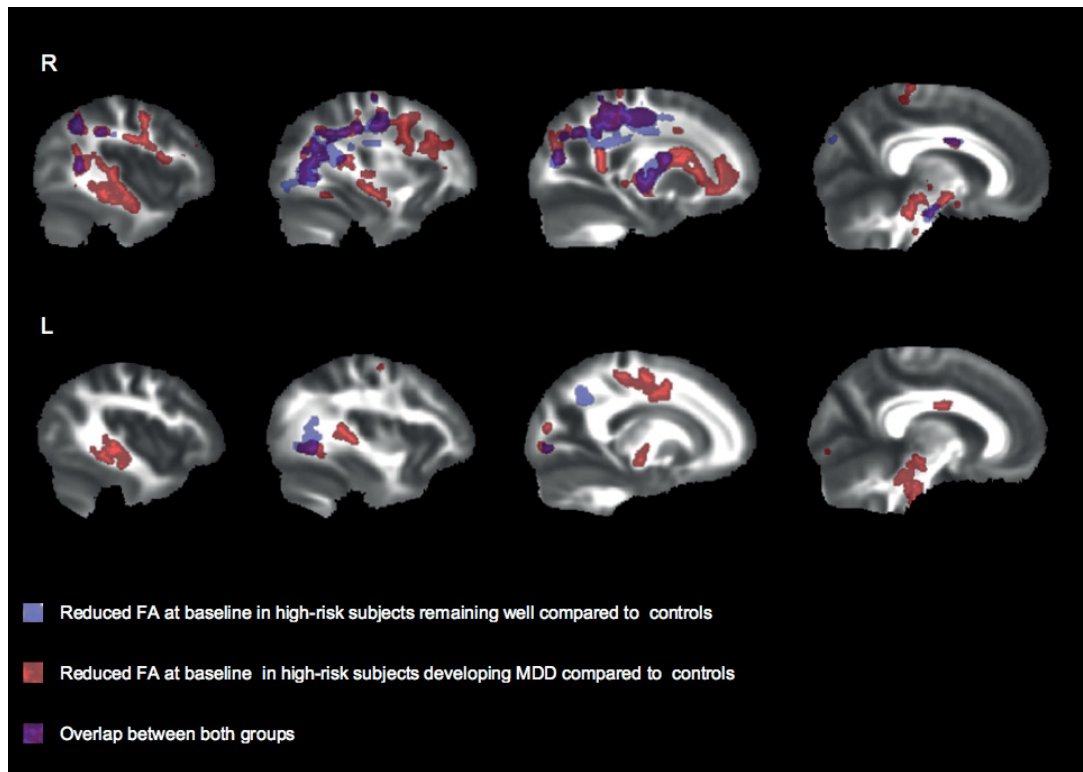 R
L
Reduced FA at baseline in high-risk subjects remaining well compared to controls
Reduced FA at baseline in high-risk subjects developing MDD compared to controls
Overlap between both groups